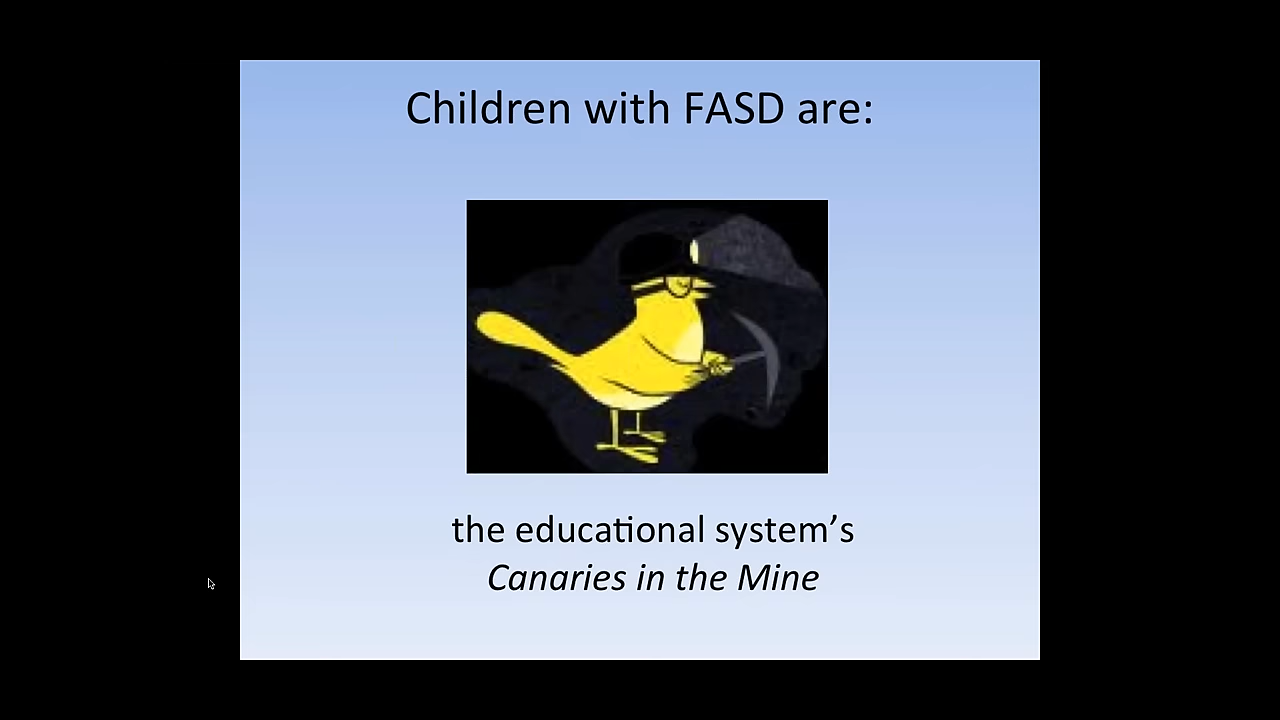 Children with FASD are:
the educational system’s
Canaries in the Mine